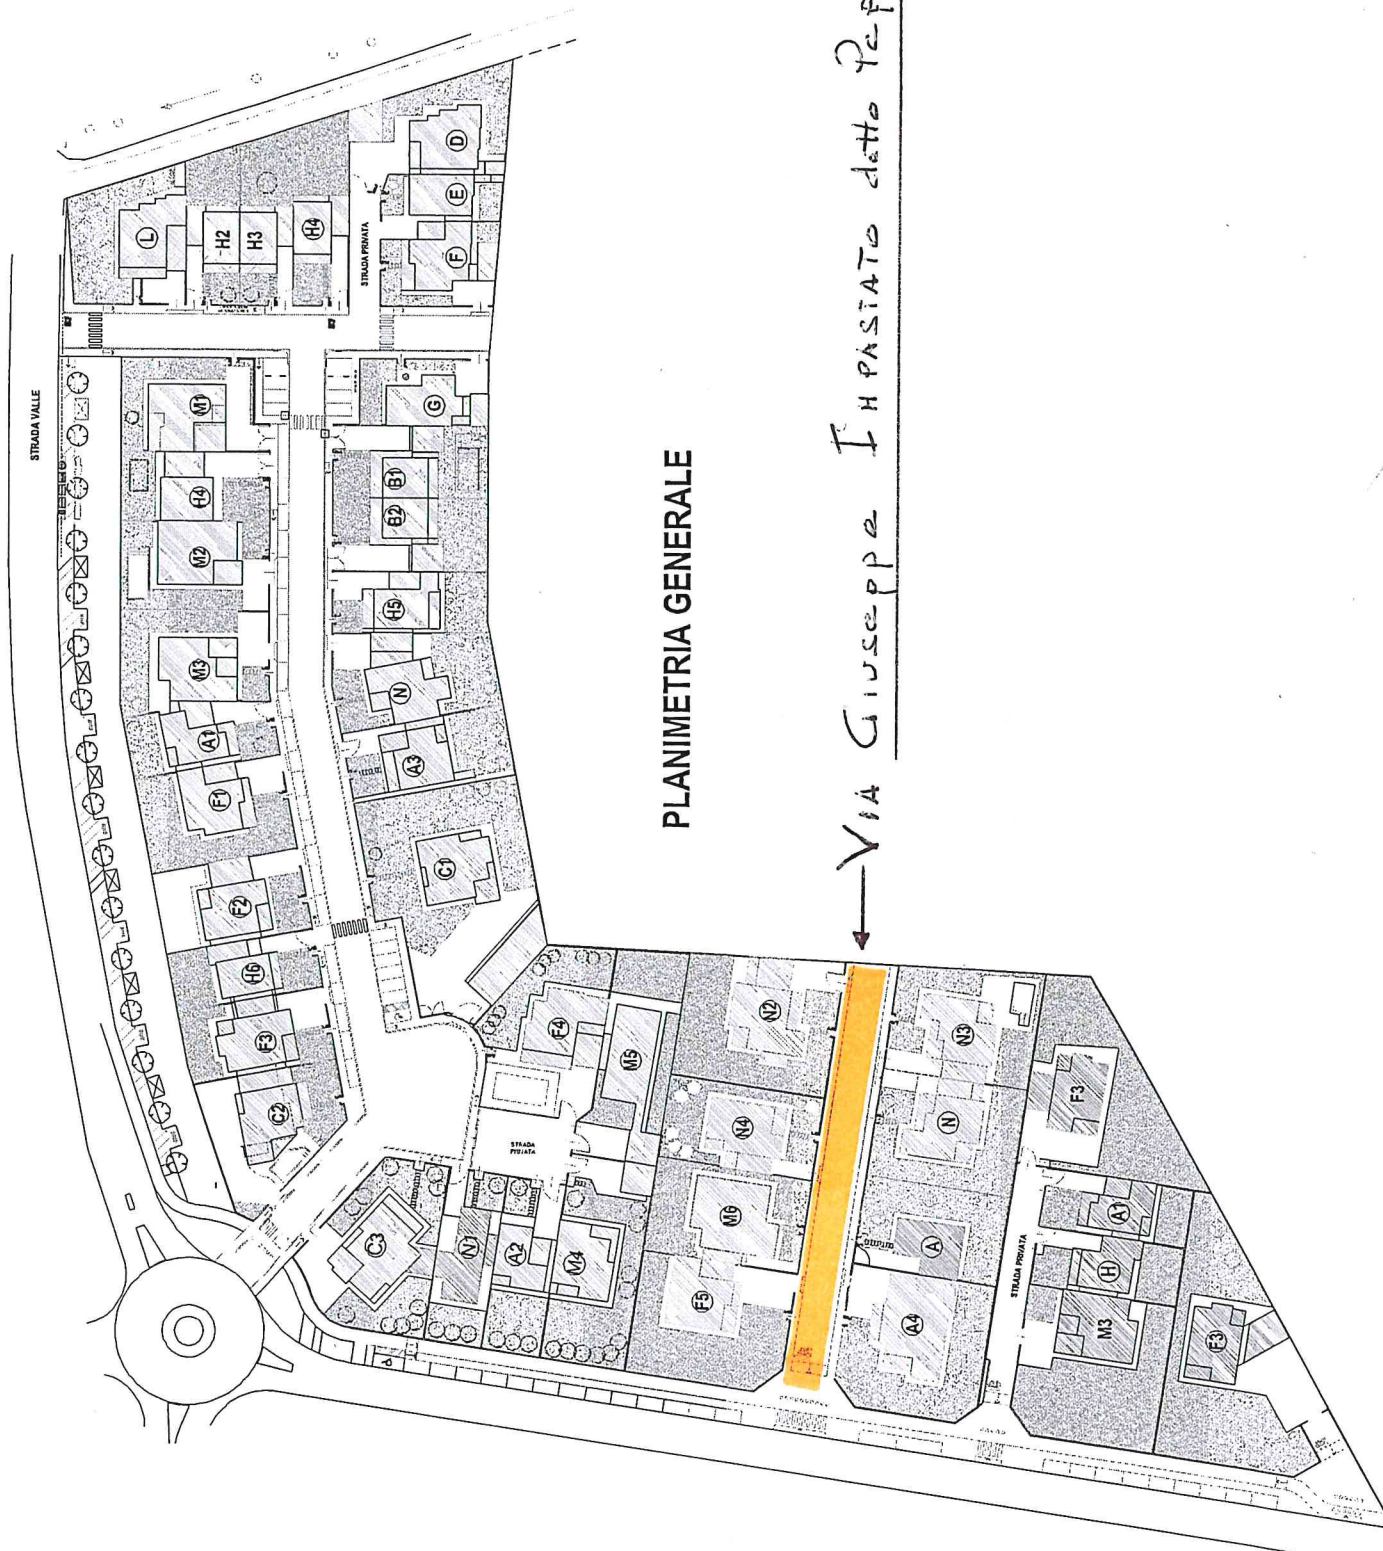 STRADA VALLE
L
H2
H3
H4
D
E
F
STRADA PRIVATA
M1
H4
M2
M3
A1
F1
F2
H6
F3
C2
G
B1
B2
H5
N
A3
C1
PLANIMETRIA GENERALE
VIA Giuseppe IMPASTATO detto
C3
N1
A2
M4
STRADA PRIVATA
F4
M5
N2
N4
M6
F5
N3
N
A
A4
STRADA PRIVATA
F3
A1
H
M3
F3